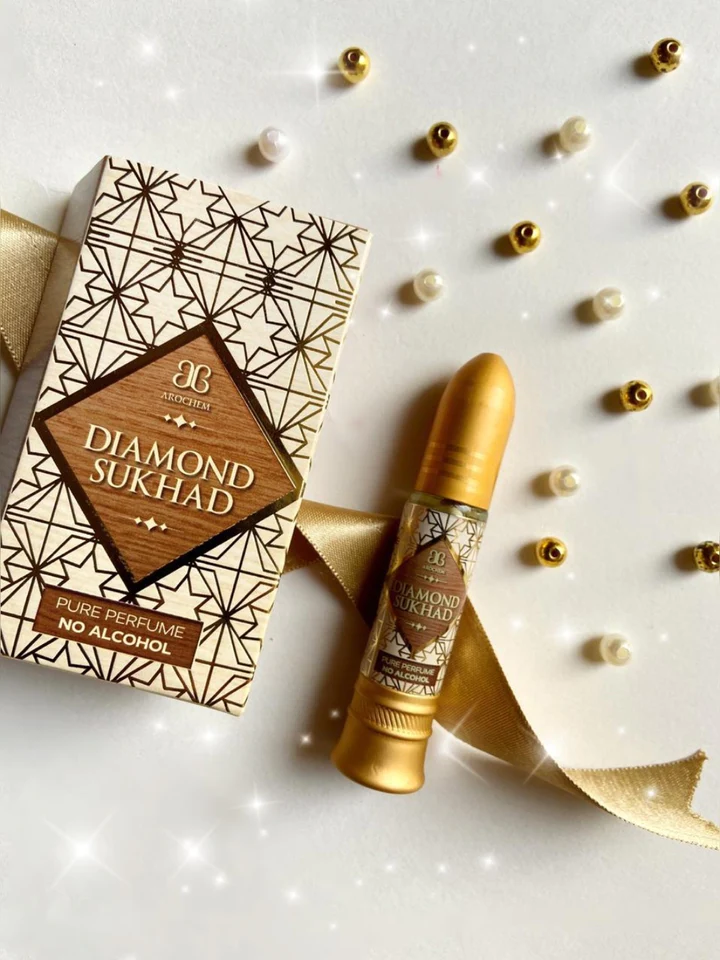 AROCHEM
DIAMOND
SUKHAD
PURE PERFUME
NO ALCOHOL
AROCHEM
DIAMOND
SUKHAD
PURE PERFUME
NO ALCOHOL